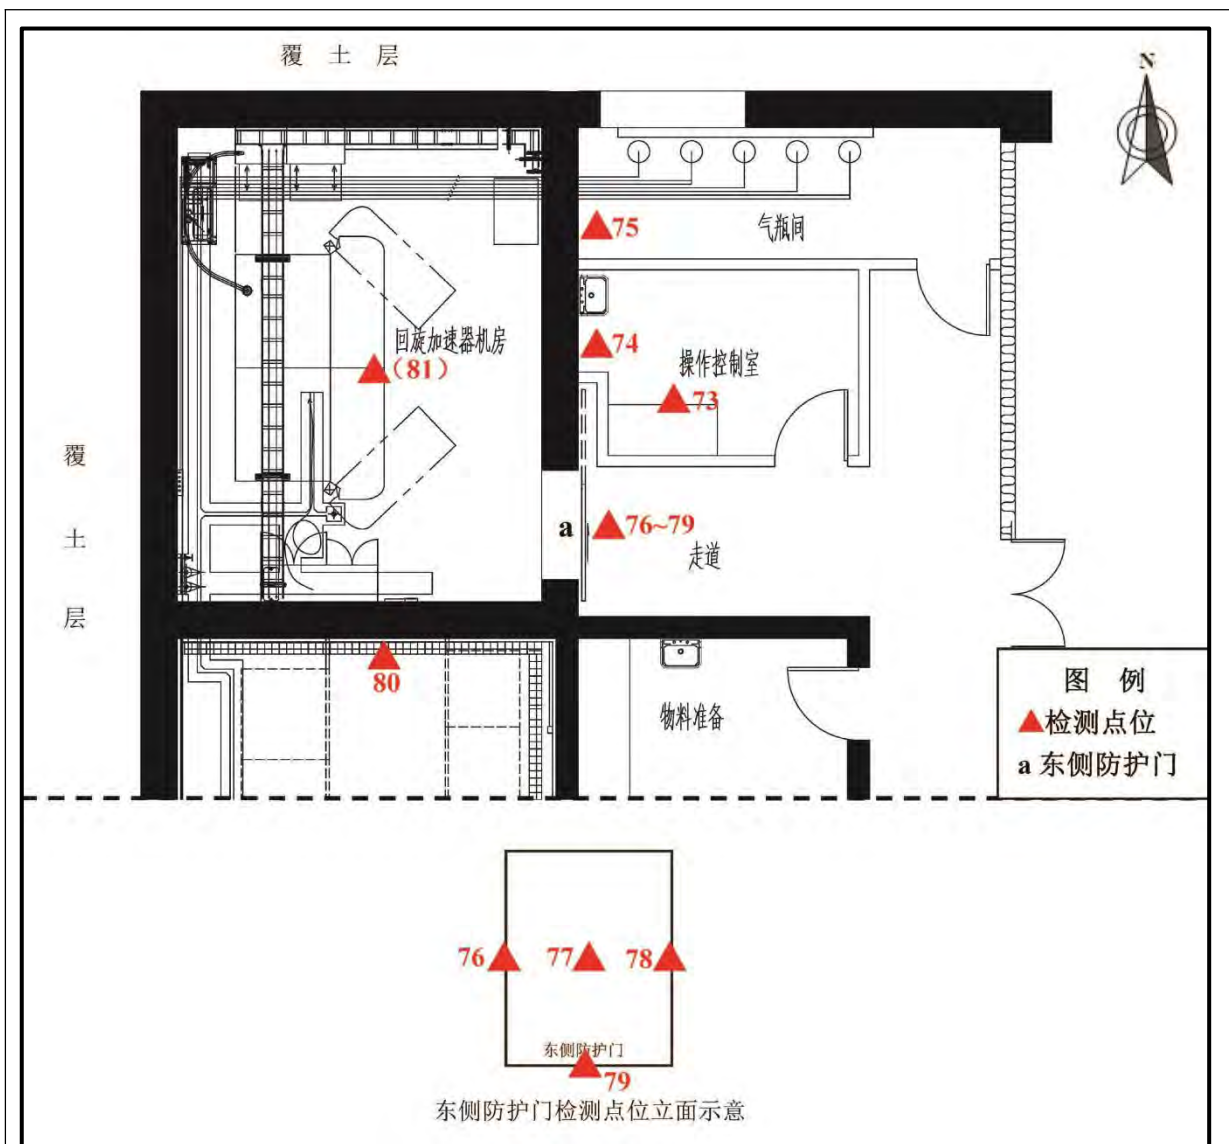 覆 土 层
N
75
气瓶间
回旋加速器机房
74
操作控制室
（81）
73
覆
土
层
a
76~79
走道
80
物料准备
图 例
检测点位
a 东侧防护门
76
77
78
东侧防护门
79
东侧防护门检测点位立面示意